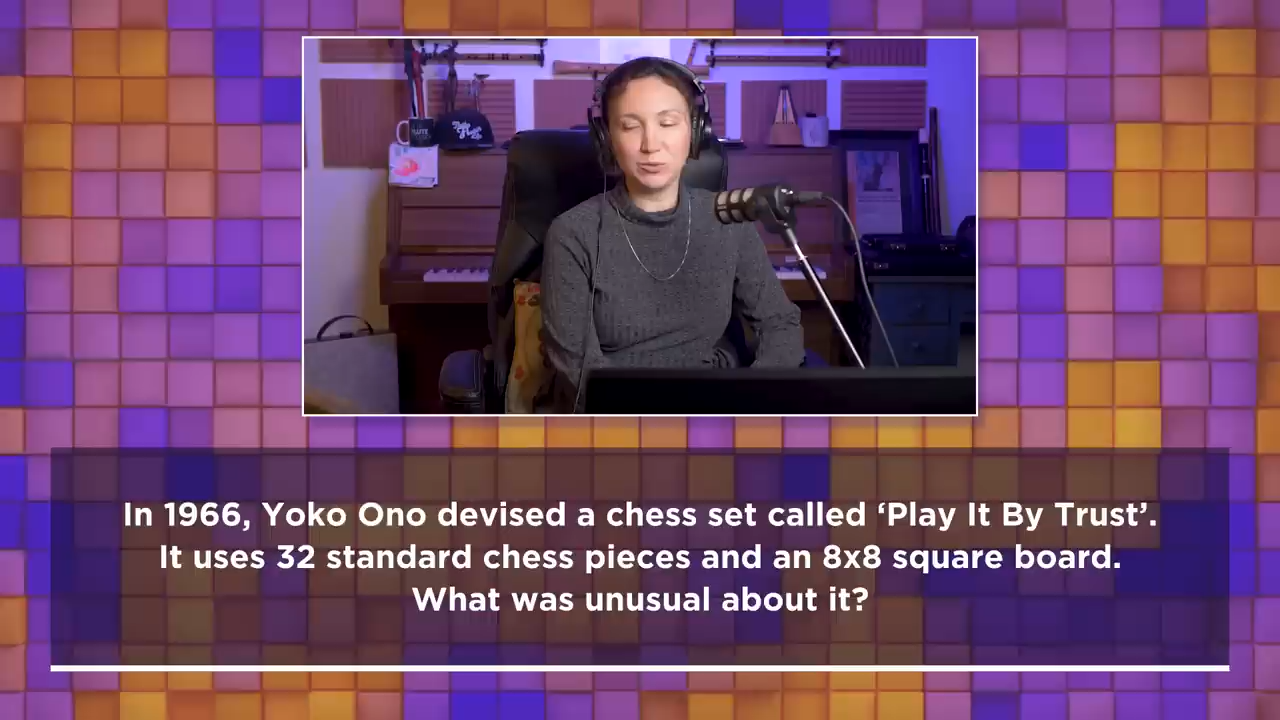 In 1966, Yoko Ono devised a chess set called ‘Play It By Trust’.
It uses 32 standard chess pieces and an 8x8 square board.
What was unusual about it?